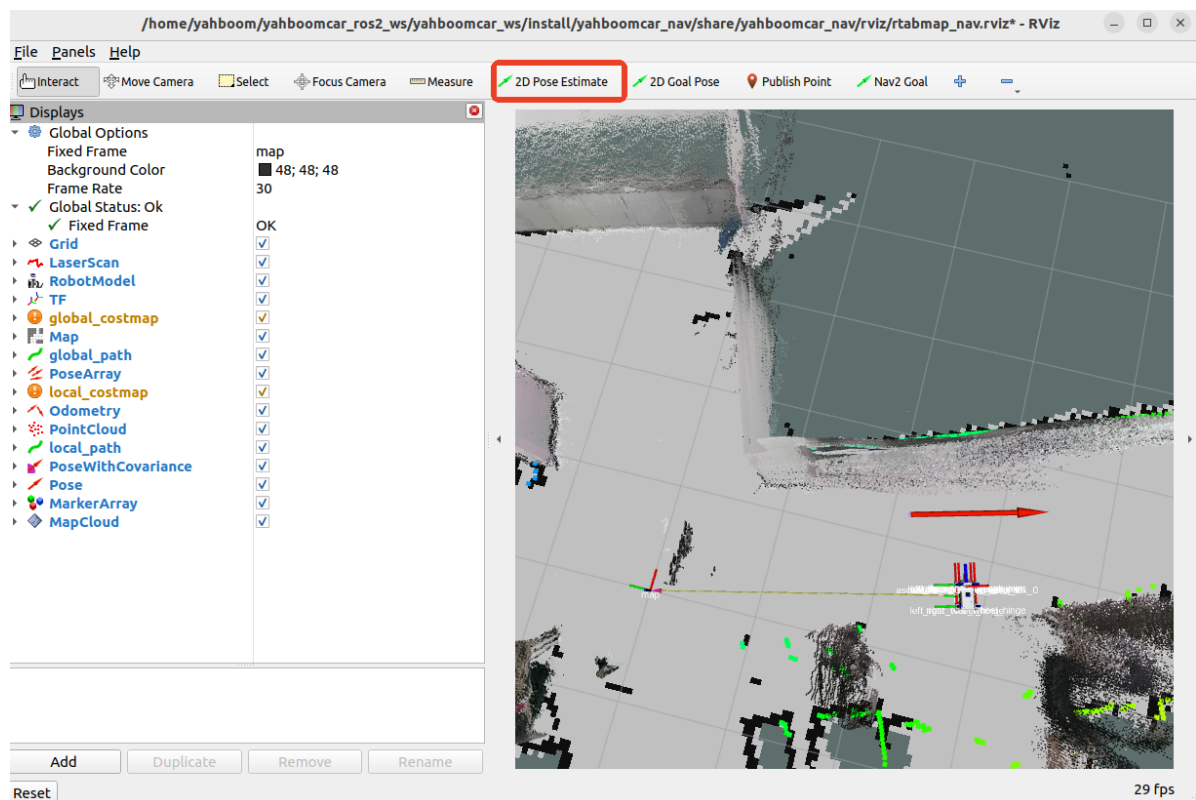 /home/yahboom/yahboomcar_ros2_ws/yahboomcar_ws/install/yahboomcar_nav/share/yahboomcar_nav/rviz/rtabmap_nav.rviz* - RViz
File Panels Help
Interact Move Camera Select Focus Camera Measure 2D Pose Estimate 2D Goal Pose Publish Point Nav2 Goal
Displays
Global Options
Fixed Frame map
Background Color 48; 48; 48
Frame Rate 30
Global Status: Ok
Fixed Frame OK
Grid
LaserScan
RobotModel
TF
global_costmap
Map
global_path
PoseArray
local_costmap
Odometry
PointCloud
local_path
PoseWithCovariance
Pose
MarkerArray
MapCloud
map
Add Duplicate Remove Rename
Reset
29 fps